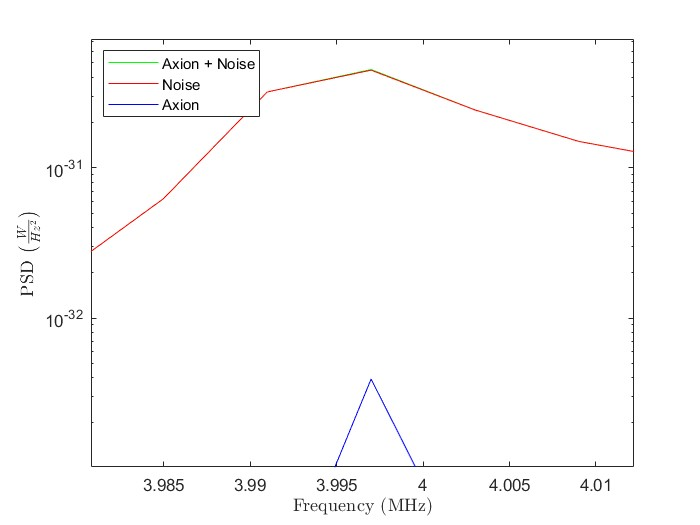 Axion + Noise
Noise
Axion
10^-31
10^-32
PSD (W/Hz^2)
3.985 3.99 3.995 4 4.005 4.01
Frequency (MHz)